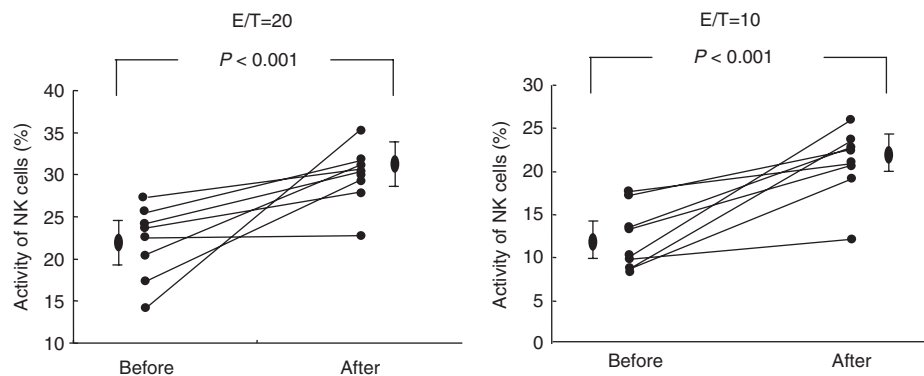 E/T=20
P < 0.001
Activity of NK cells (%)
40
35
30
25
20
15
10
Before
After
E/T=10
P < 0.001
Activity of NK cells (%)
30
25
20
15
10
5
0
Before
After